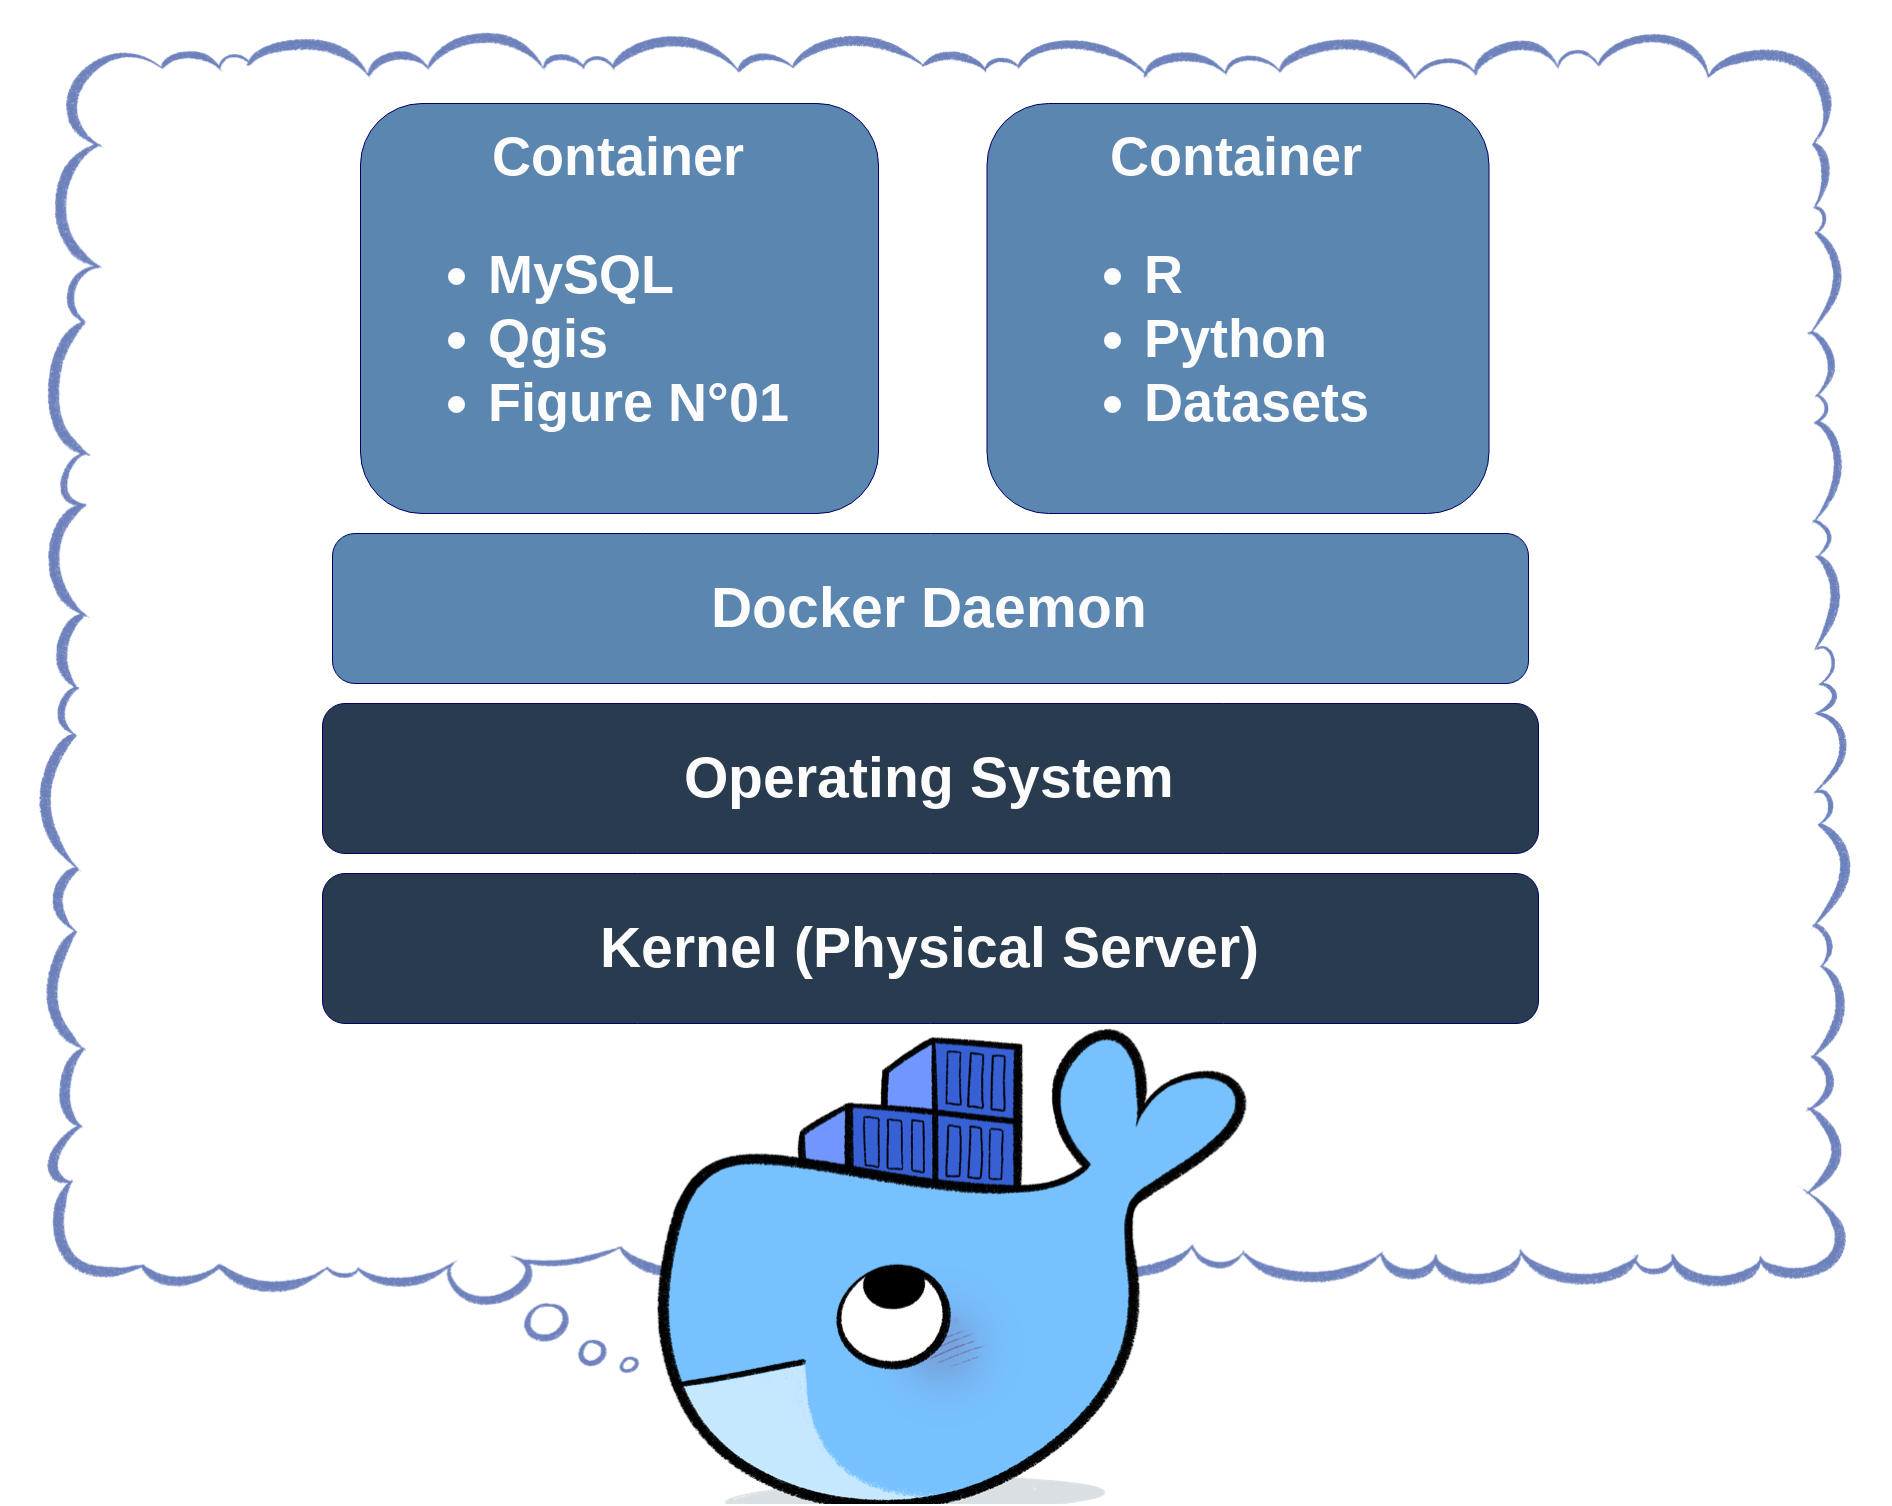 Container
• MySQL
• Qgis
• Figure N°01
Container
• R
• Python
• Datasets
Docker Daemon
Operating System
Kernel (Physical Server)